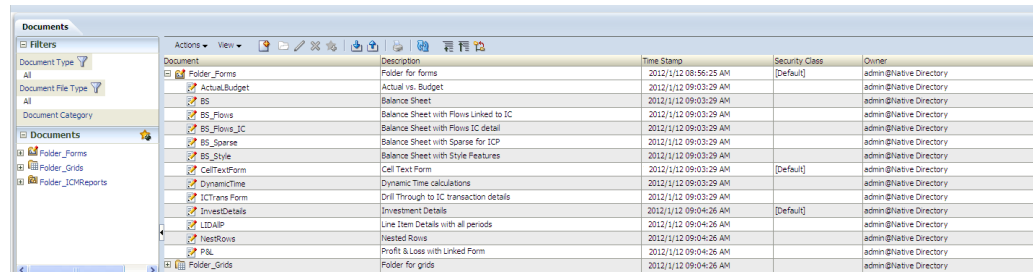 Documents
Filters
Document Type
All
Document File Type
All
Document Category
Documents
Folder_Forms
Folder_Grids
Folder_ICMReports
Actions View
Document Description Time Stamp Security Class Owner
Folder_Forms Folder for forms 2012/1/12 08:56:25 AM [Default] admin@Native Directory
ActualBudget Actual vs. Budget 2012/1/12 09:03:29 AM admin@Native Directory
BS Balance Sheet 2012/1/12 09:03:29 AM admin@Native Directory
BS_Flows Balance Sheet with Flows Linked to IC 2012/1/12 09:03:29 AM admin@Native Directory
BS_Flows_IC Balance Sheet with Flows IC detail 2012/1/12 09:03:29 AM admin@Native Directory
BS_Sparse Balance Sheet with Sparse for ICP 2012/1/12 09:03:29 AM admin@Native Directory
BS_Style Balance Sheet with Style Features 2012/1/12 09:03:29 AM admin@Native Directory
CellTextForm Cell Text Form 2012/1/12 09:03:29 AM [Default] admin@Native Directory
DynamicTime Dynamic Time calculations 2012/1/12 09:03:29 AM admin@Native Directory
ICTrans Form Drill Through to IC transaction details 2012/1/12 09:03:29 AM admin@Native Directory
InvestDetails Investment Details 2012/1/12 09:04:26 AM [Default] admin@Native Directory
LIDAllP Line Item Details with all periods 2012/1/12 09:04:26 AM admin@Native Directory
NestRows Nested Rows 2012/1/12 09:04:26 AM admin@Native Directory
P&L Profit & Loss with Linked Form 2012/1/12 09:04:26 AM admin@Native Directory
Folder_Grids Folder for grids 2012/1/12 09:04:26 AM admin@Native Directory